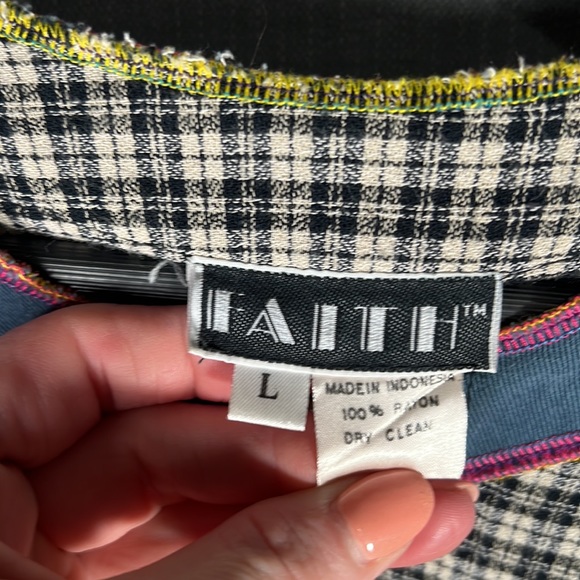 FAITH™
L
MADE IN INDONESIA
100% RAYON
DRY CLEAN